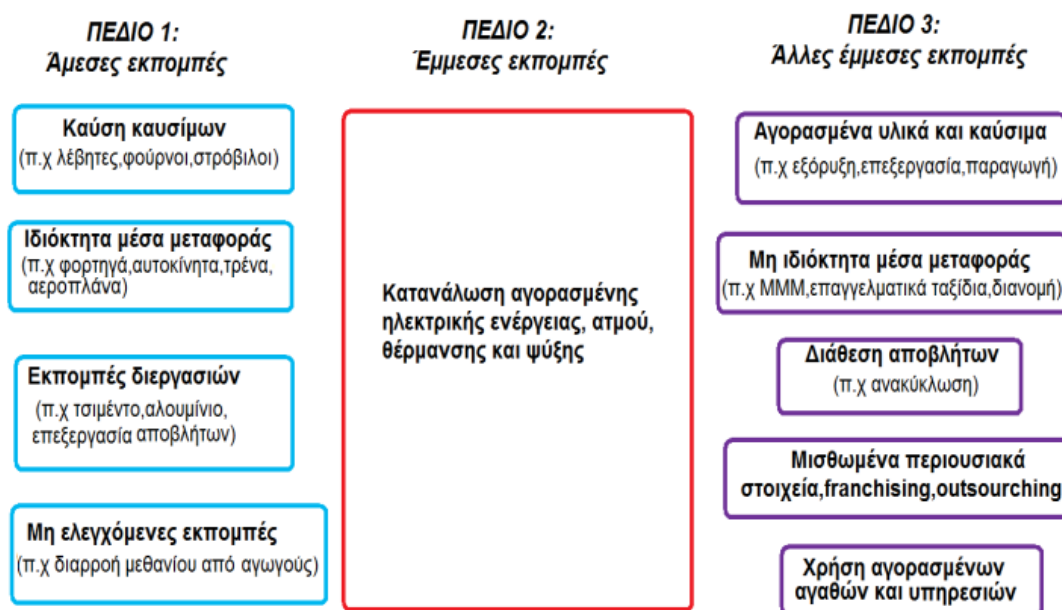 ΠΕΔΙΟ 1:
Άμεσες εκπομπές
Καύση καυσίμων
(π.χ λέβητες,φούρνοι,στρόβιλοι)
Ιδιόκτητα μέσα μεταφοράς
(π.χ φορτηγά,αυτοκίνητα,τρένα,
αεροπλάνα)
Εκπομπές διεργασιών
(π.χ τσιμέντο,αλουμίνιο,
επεξεργασία αποβλήτων)
Μη ελεγχόμενες εκπομπές
(π.χ διαρροή μεθανίου από αγωγούς)
ΠΕΔΙΟ 2:
Έμμεσες εκπομπές
Κατανάλωση αγορασμένης
ηλεκτρικής ενέργειας, ατμού,
θέρμανσης και ψύξης
ΠΕΔΙΟ 3:
Άλλες έμμεσες εκπομπές
Αγορασμένα υλικά και καύσιμα
(π.χ εξόρυξη,επεξεργασία,παραγωγή)
Μη ιδιόκτητα μέσα μεταφοράς
(π.χ ΜΜΜ,επαγγελματικά ταξίδια,διανομή)
Διάθεση αποβλήτων
(π.χ ανακύκλωση)
Μισθωμένα περιουσιακά
στοιχεία,franchising,outsourching
Χρήση αγορασμένων
αγαθών και υπηρεσιών